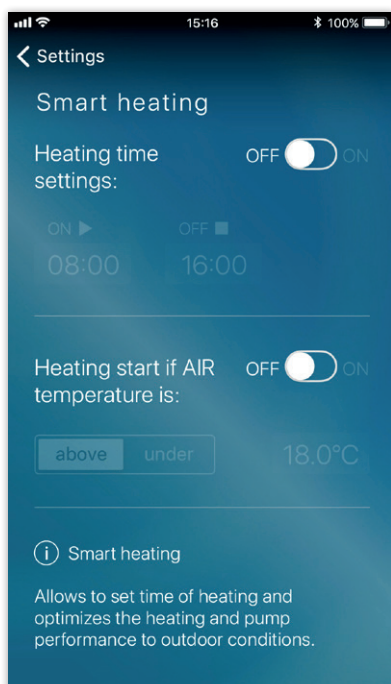 15:16 100%
Settings
Smart heating
Heating time OFF ON
settings:
ON OFF
08:00 16:00
Heating start if AIR OFF ON
temperature is:
above under 18.0°C
i Smart heating
Allows to set time of heating and
optimizes the heating and pump
performance to outdoor conditions.